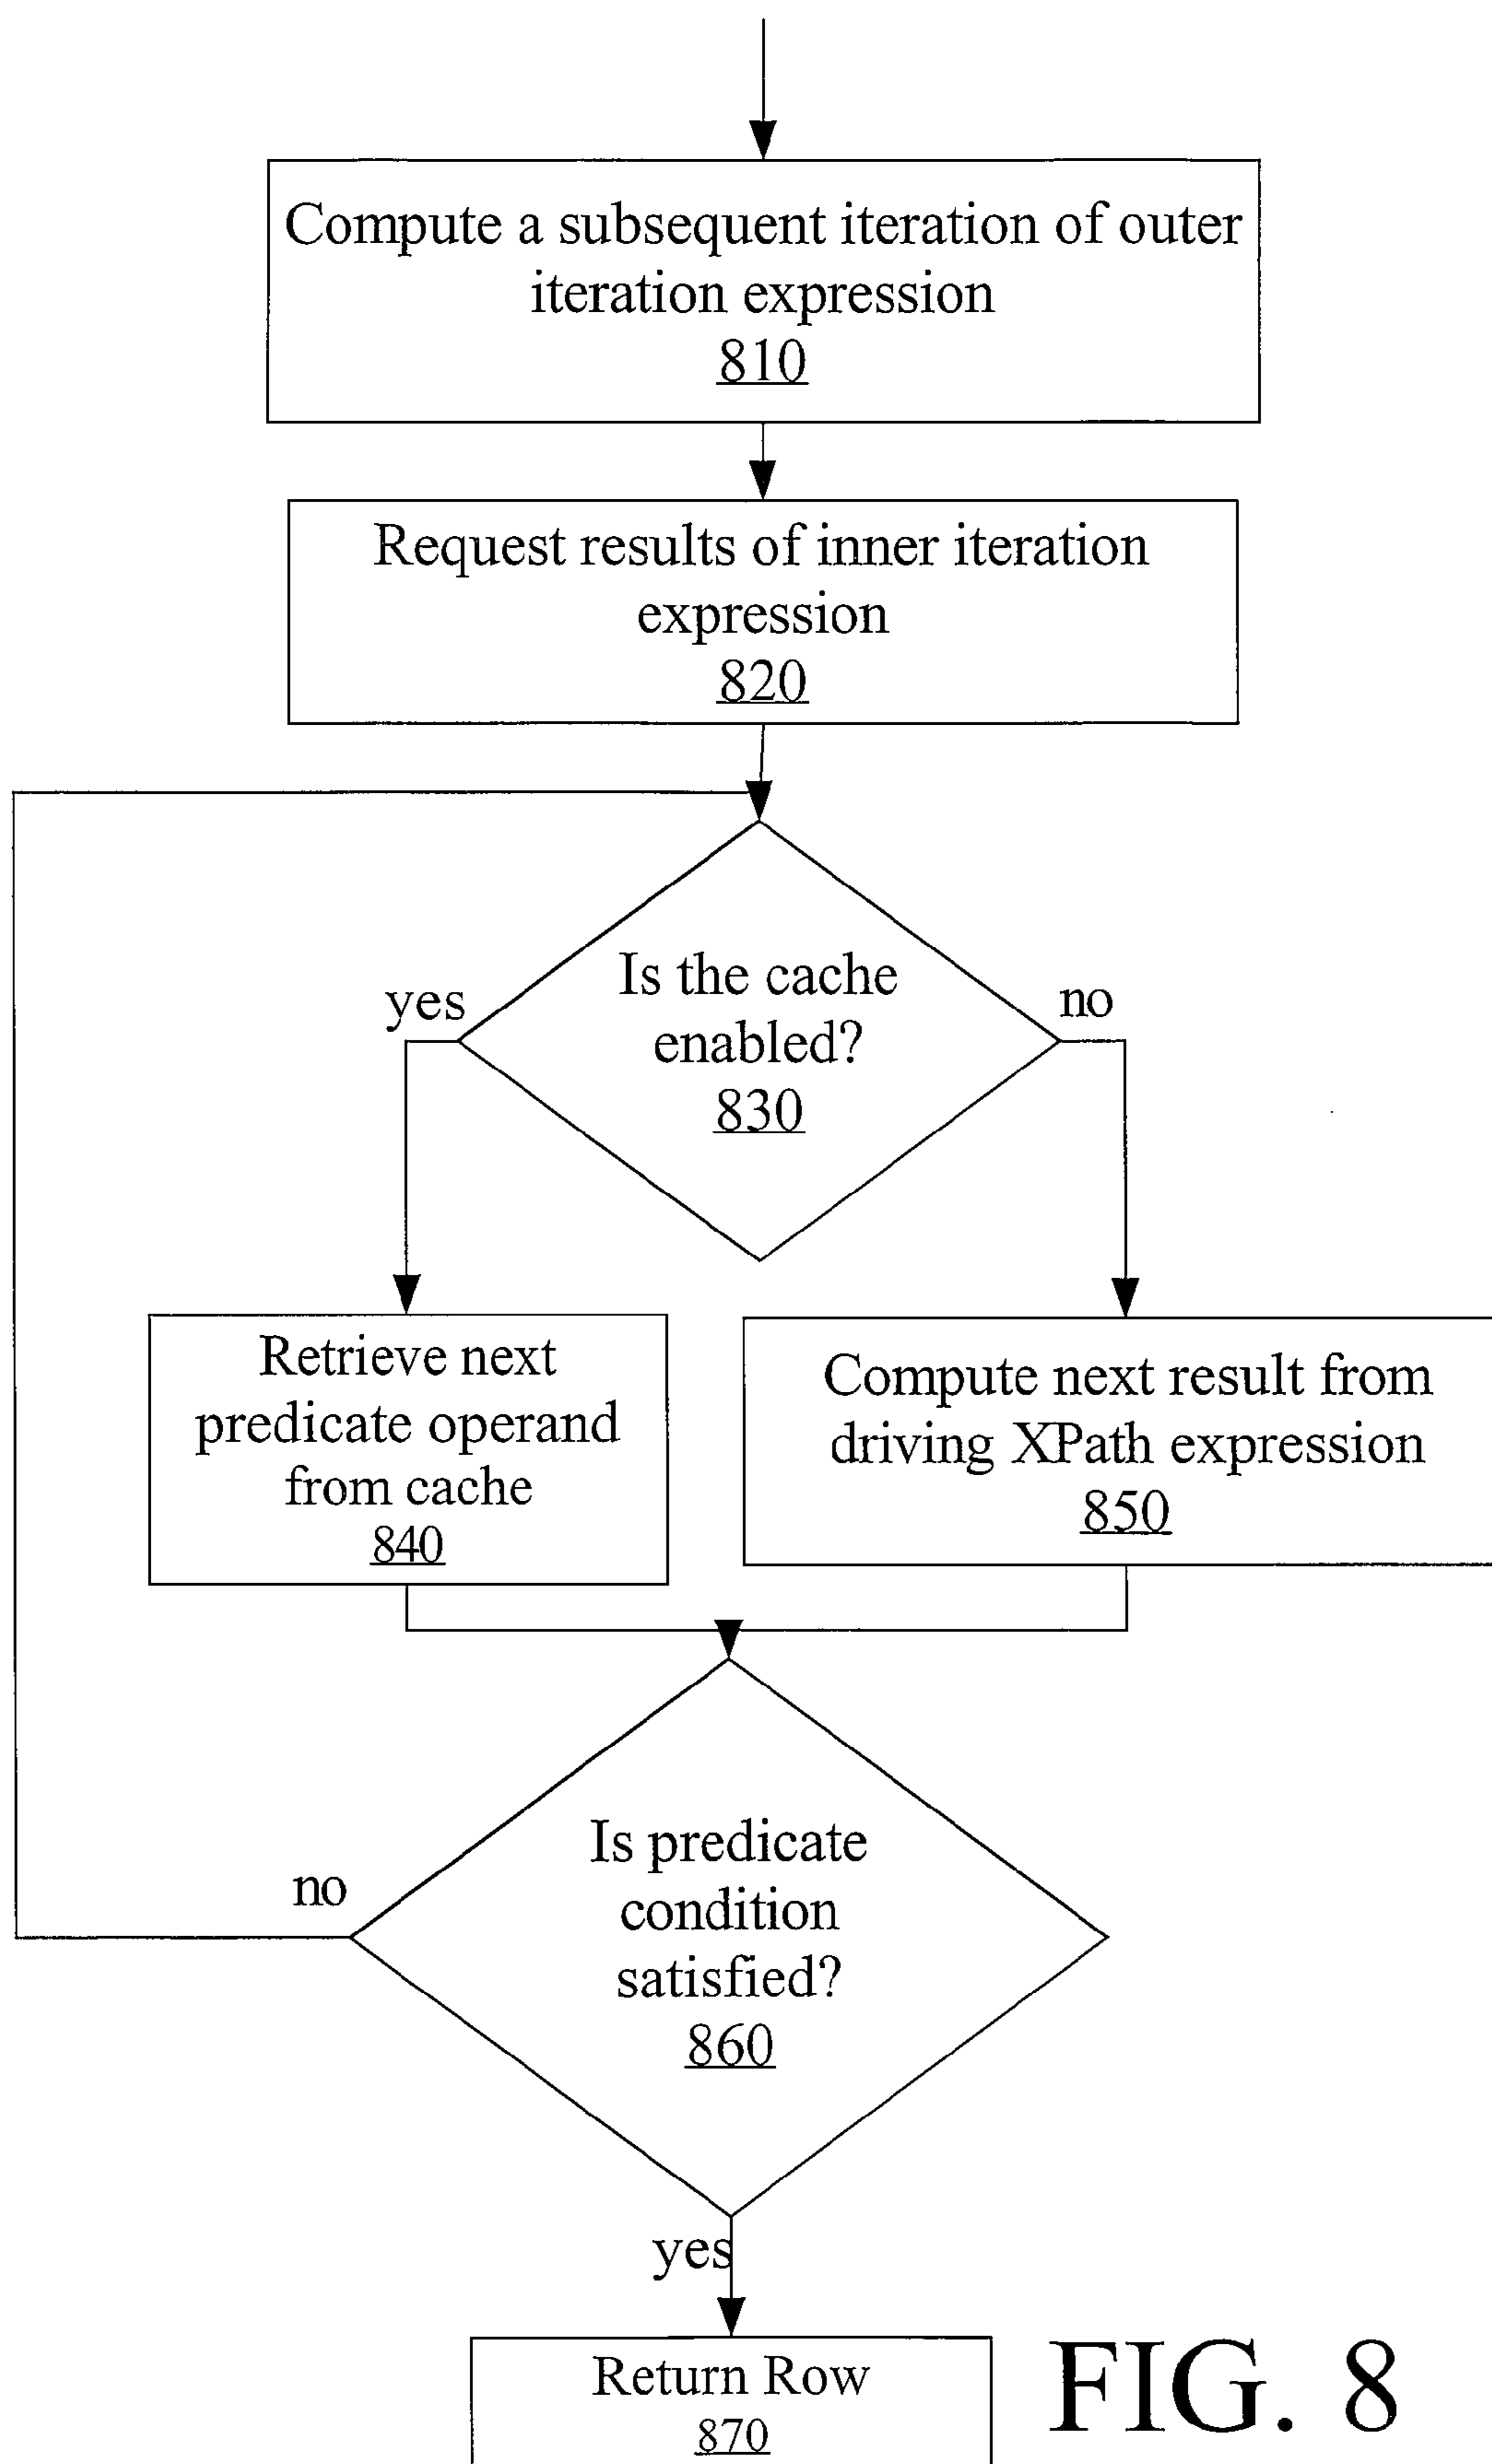 Compute a subsequent iteration of outer
iteration expression
810
Request results of inner iteration
expression
820
Is the cache
enabled?
830
yes
no
Retrieve next
predicate operand
from cache
840
Compute next result from
driving XPath expression
850
Is predicate
condition
satisfied?
860
no
yes
Return Row
870
FIG. 8